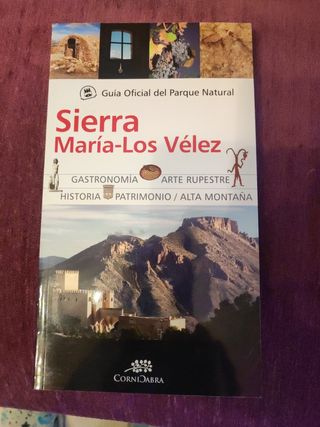 Guía Oficial del Parque Natural
Sierra
María-Los Vélez
GASTRONOMÍA ARTE RUPESTRE
HISTORIA PATRIMONIO / ALTA MONTAÑA
CORNICABRA